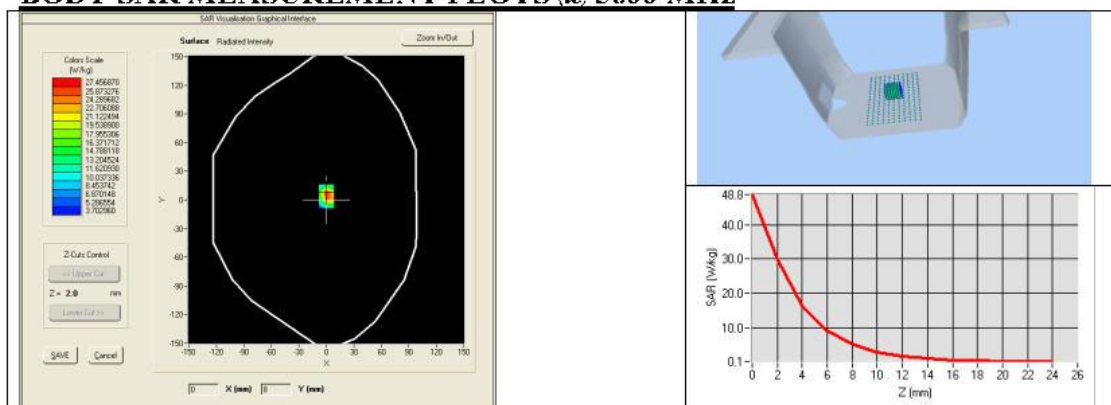 BODY SAR MEASUREMENT PLOTS @ 5800 MHz
SAR Visualisation Graphical Interface
Surface Radiated Intensity
Zoom In/Out
Colors Scale
(W/kg)
27.456870
25.873276
24.289682
22.706088
21.122494
19.538900
17.955306
16.371712
14.788118
13.204524
11.620930
10.037336
8.453742
6.870148
5.286554
3.702960
150
120
90
60
30
0
-30
-60
-90
-120
-150
Y
-150 -120 -90 -60 -30 0 30 60 90 120 150
X
Z-Cuts Control
<< Upper Cut
Z = 2.0 mm
Lower Cut >>
SAVE Cancel
0 X (mm) 8 Y (mm)
48.8
40.0
30.0
20.0
10.0
0.1
SAR (W/kg)
0 2 4 6 8 10 12 14 16 18 20 22 24 26
Z (mm)